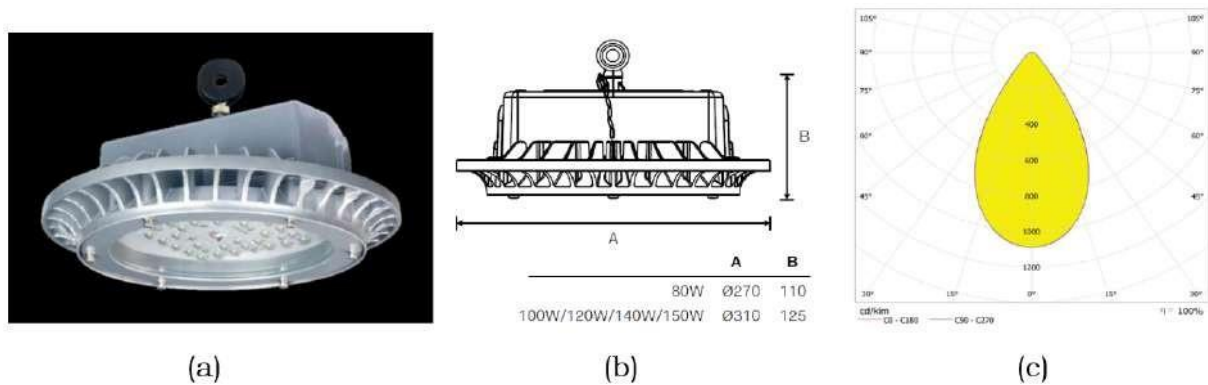 A
B
A B
80W Ø270 110
100W/120W/140W/150W Ø310 125
105° 105°
90° 90°
75° 75°
60° 60°
45° 45°
400
600
800
1000
1200
30° 15° 0° 15° 30°
cd/klm
C0 - C180 C90 - C270
η = 100%
(a) (b) (c)